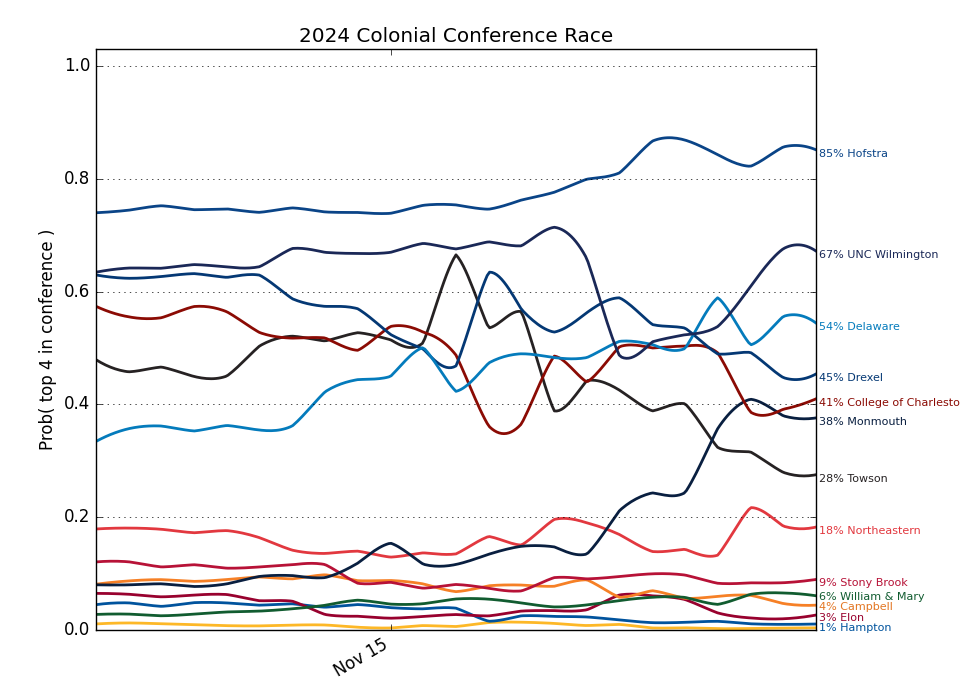 2024 Colonial Conference Race
Prob( top 4 in conference )
1.0
0.8
0.6
0.4
0.2
0.0
Nov 15
85% Hofstra
67% UNC Wilmington
54% Delaware
45% Drexel
41% College of Charlesto
38% Monmouth
28% Towson
18% Northeastern
9% Stony Brook
6% William & Mary
4% Campbell
3% Elon
1% Hampton